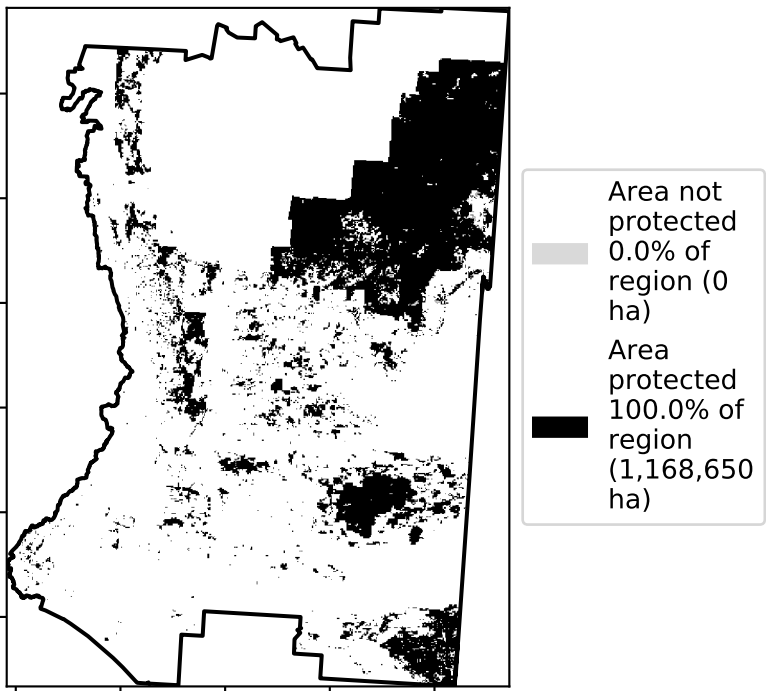 Area not
protected
0.0% of
region (0
ha)
Area
protected
100.0% of
region
(1,168,650
ha)